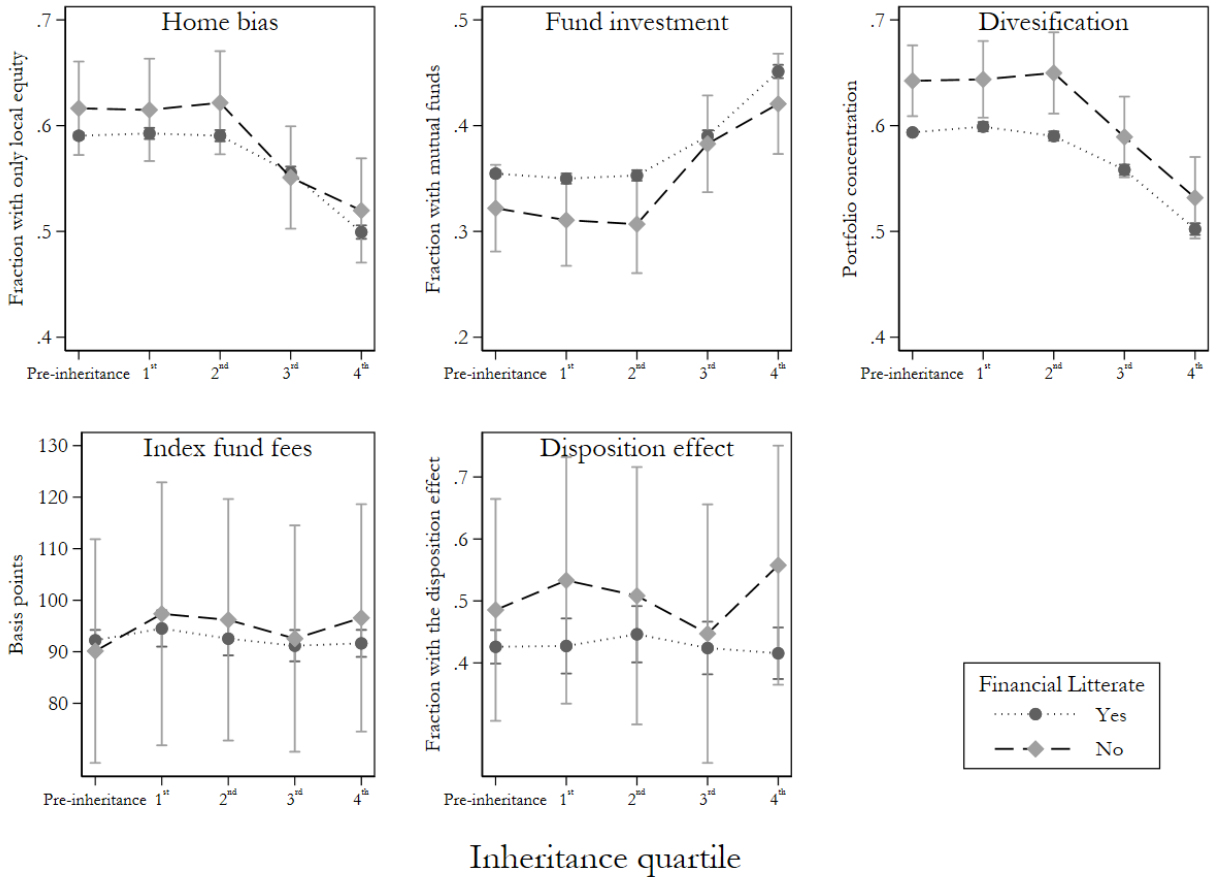 Home bias
Fraction with only local equity
.7
.6
.5
.4
Pre-inheritance 1st 2nd 3rd 4th
Fund investment
Fraction with mutual funds
.5
.4
.3
.2
Pre-inheritance 1st 2nd 3rd 4th
Divesification
Portfolio concentration
.7
.6
.5
.4
Pre-inheritance 1st 2nd 3rd 4th
Index fund fees
Basis points
130
120
110
100
90
80
Pre-inheritance 1st 2nd 3rd 4th
Disposition effect
Fraction with the disposition effect
.7
.6
.5
.4
Pre-inheritance 1st 2nd 3rd 4th
Financial Litterate
Yes
No
Inheritance quartile